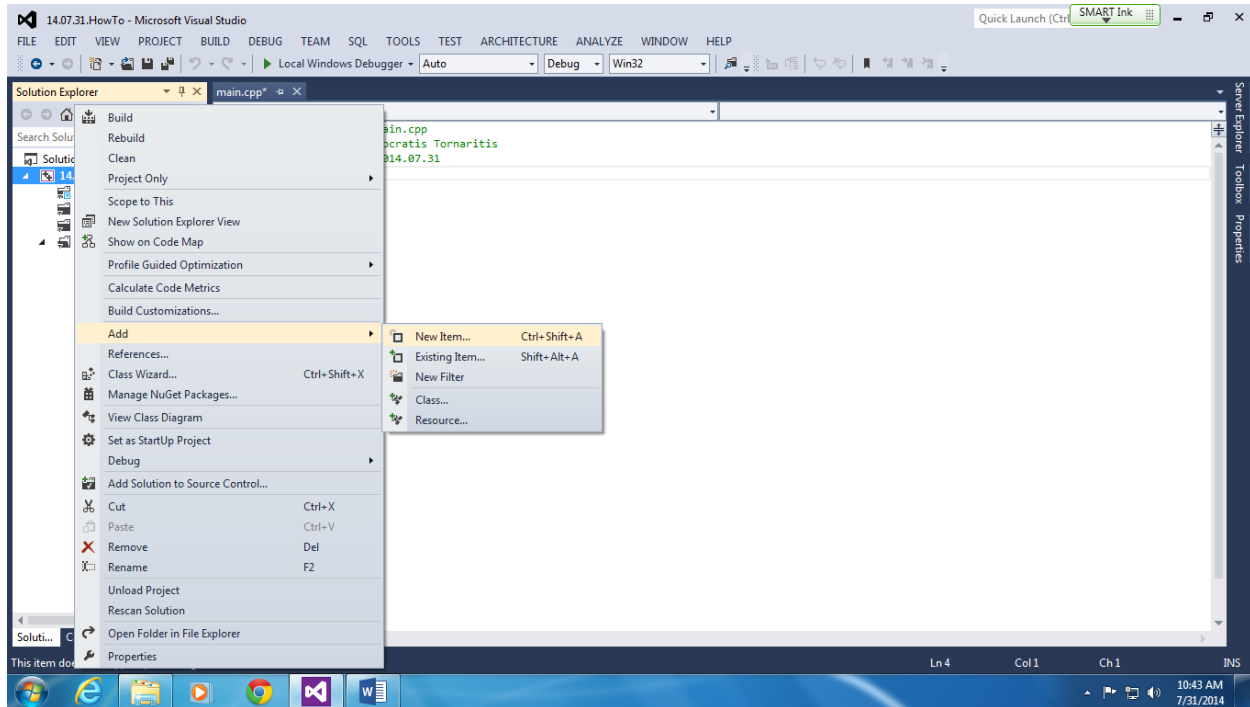 14.07.31.HowTo - Microsoft Visual Studio
Quick Launch (Ctrl
SMART Ink
FILE EDIT VIEW PROJECT BUILD DEBUG TEAM SQL TOOLS TEST ARCHITECTURE ANALYZE WINDOW HELP
Local Windows Debugger Auto Debug Win32
Solution Explorer
main.cpp*
Server Explorer
Toolbox
Properties
Search Solu
Solutio
14.
ain.cpp
ocratis Tornaritis
014.07.31
Build
Rebuild
Clean
Project Only
Scope to This
New Solution Explorer View
Show on Code Map
Profile Guided Optimization
Calculate Code Metrics
Build Customizations...
Add
References...
Class Wizard... Ctrl+Shift+X
Manage NuGet Packages...
View Class Diagram
Set as StartUp Project
Debug
Add Solution to Source Control...
Cut Ctrl+X
Paste Ctrl+V
Remove Del
Rename F2
Unload Project
Rescan Solution
Open Folder in File Explorer
Properties
New Item... Ctrl+Shift+A
Existing Item... Shift+Alt+A
New Filter
Class...
Resource...
Soluti... C
This item doe
Ln 4 Col 1 Ch 1 INS
10:43 AM
7/31/2014